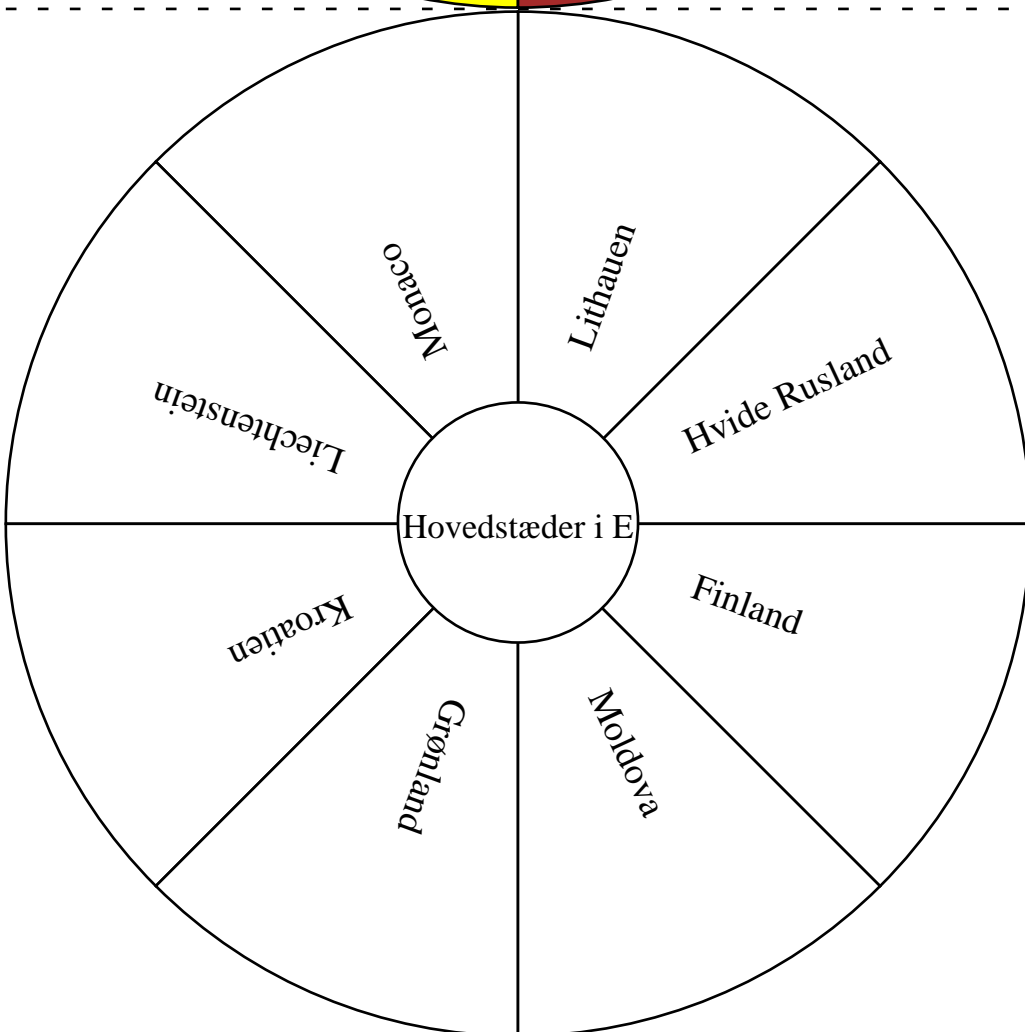 Monaco
Lithauen
Hvide Rusland
Liechtenstein
Hovedstæder i E
Finland
Kroatien
Grønland
Moldova